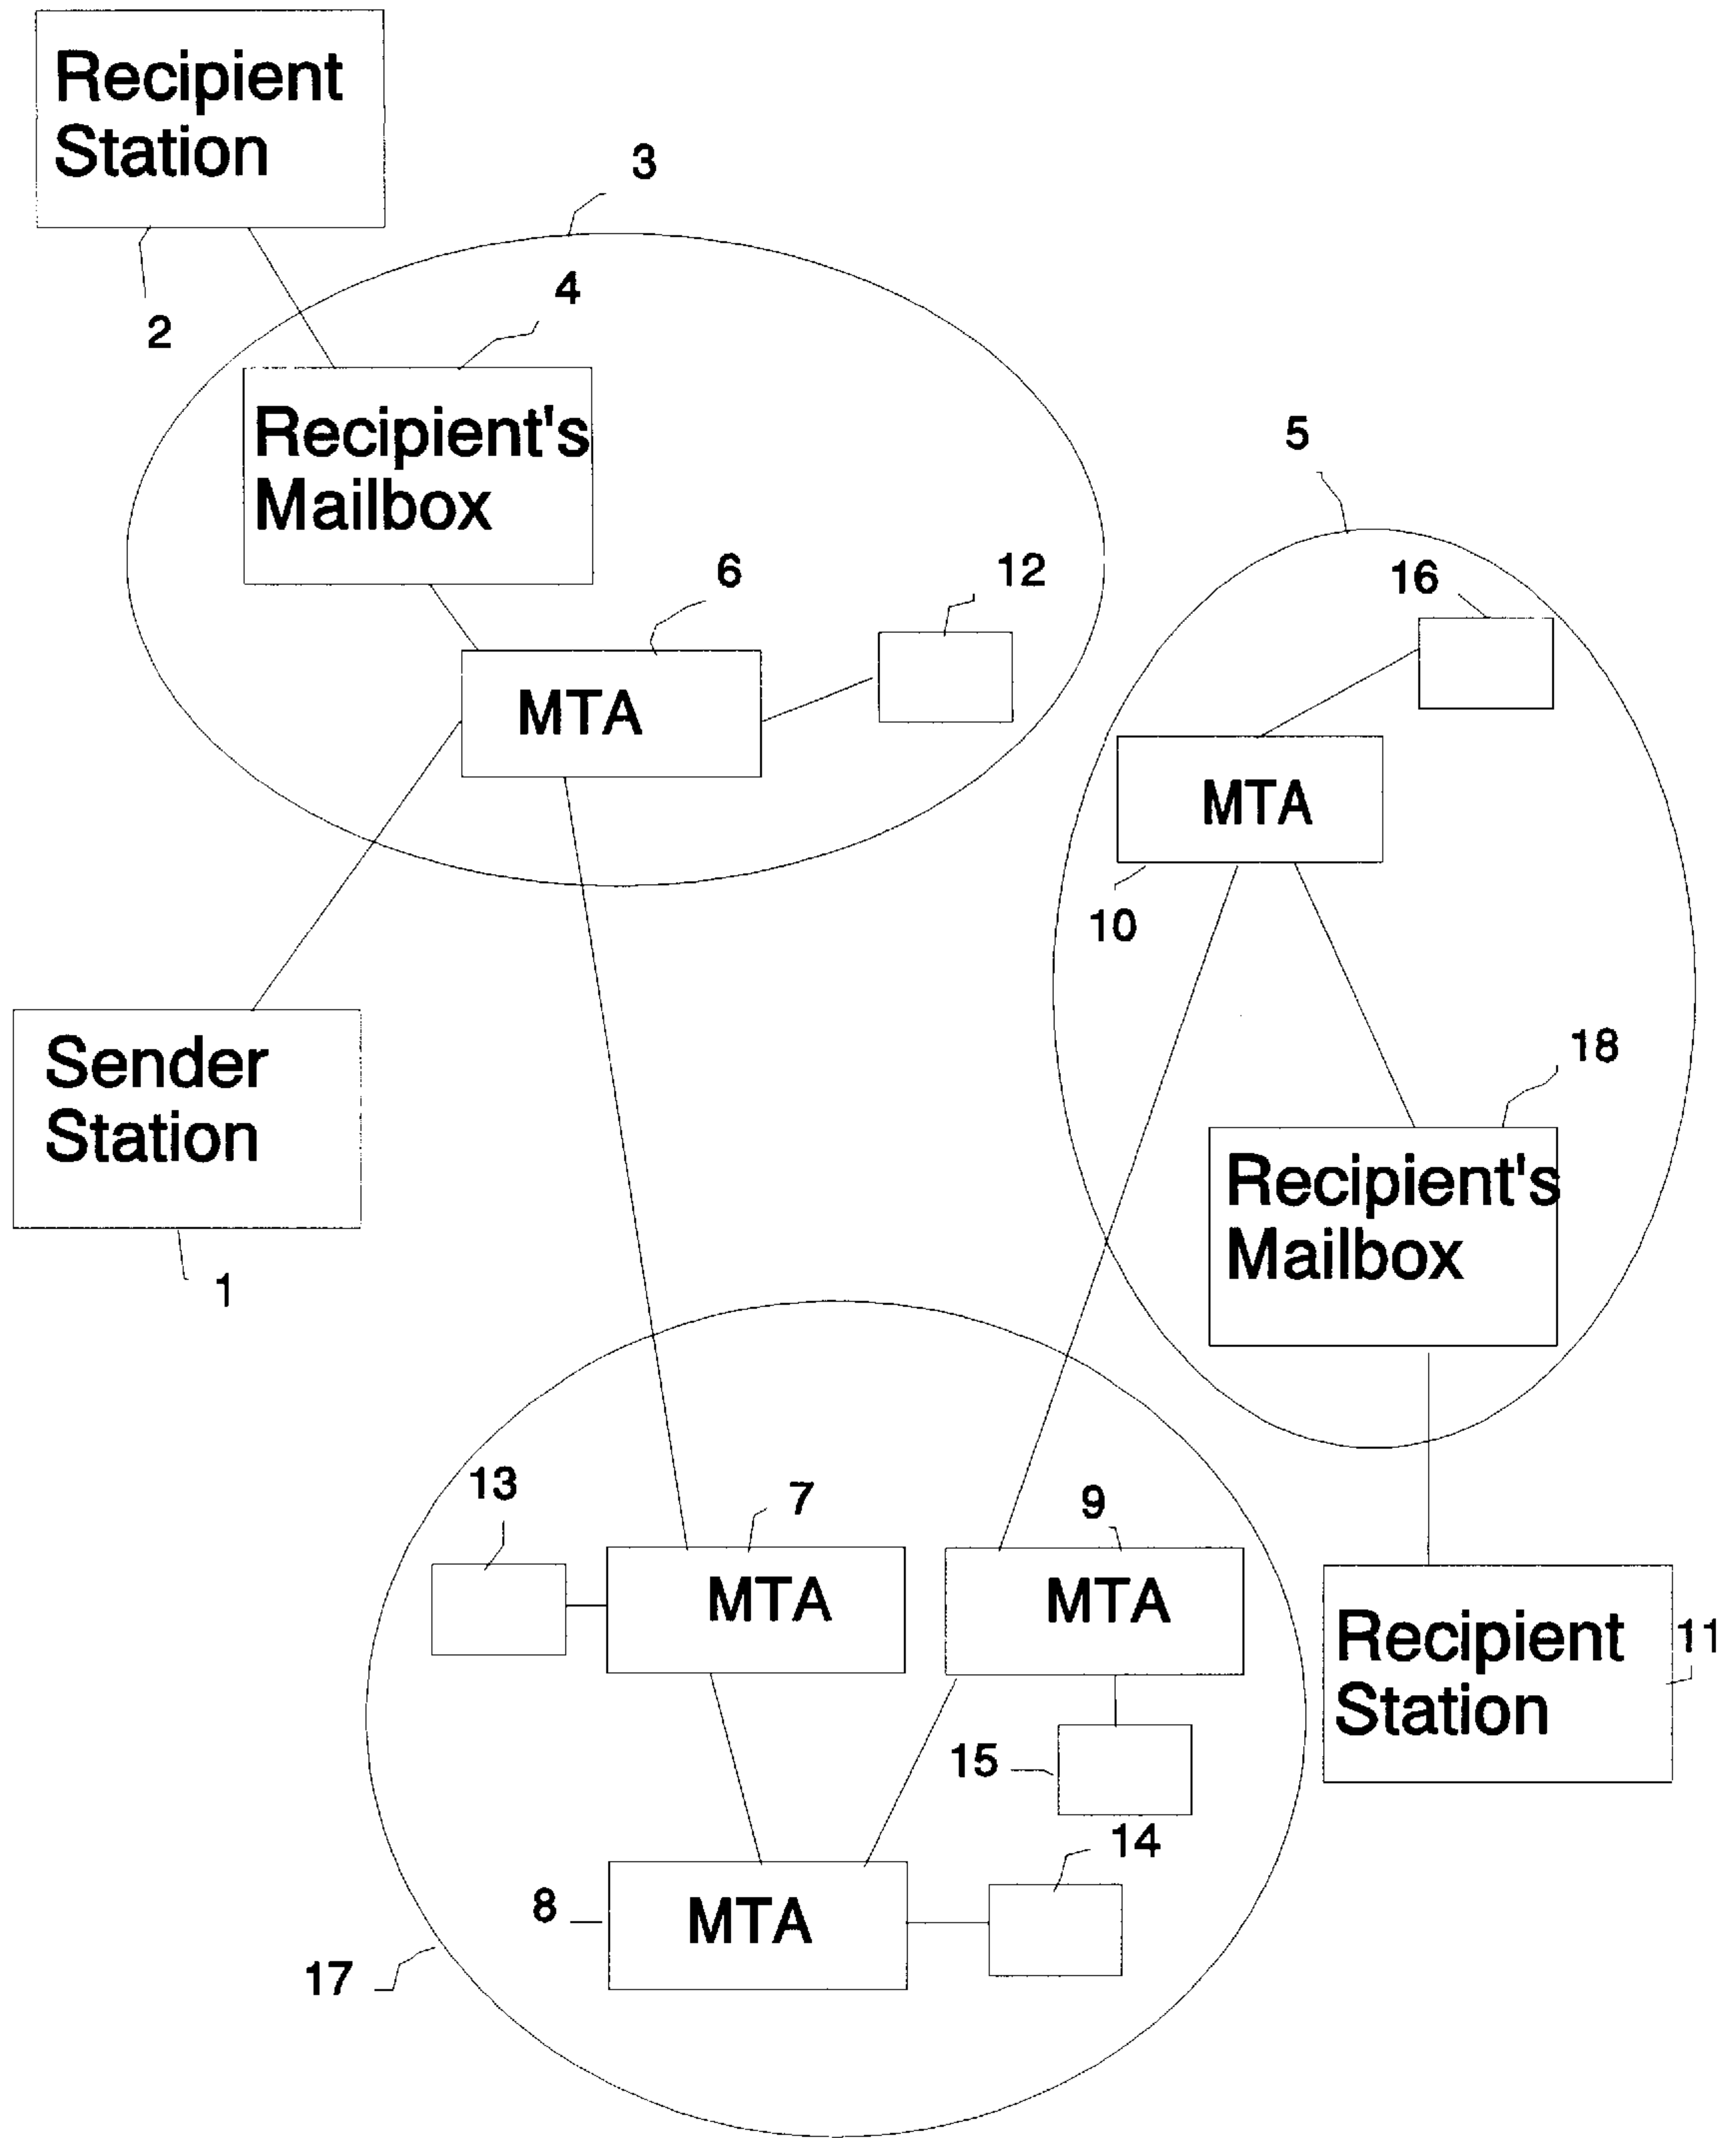 Recipient
Station
2
3
4
Recipient's
Mailbox
6
12
MTA
5
16
MTA
10
Sender
Station
1
18
Recipient's
Mailbox
13
7
9
MTA
MTA
Recipient
Station
11
15
14
8
MTA
17